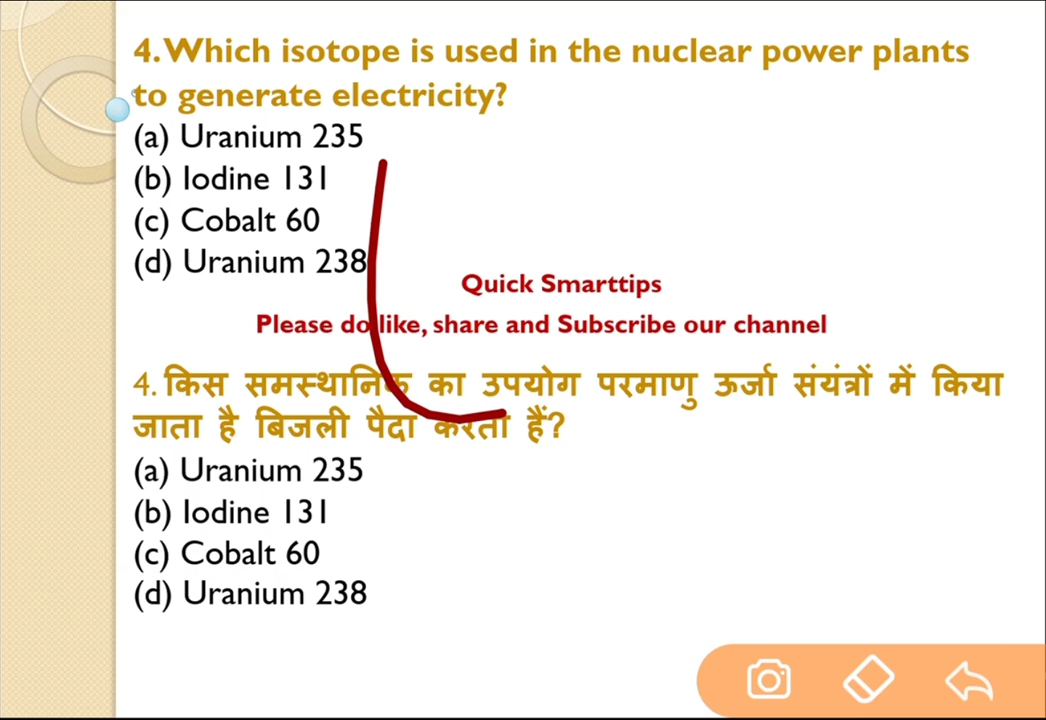 4. Which isotope is used in the nuclear power plants
to generate electricity?
(a) Uranium 235
(b) Iodine 131
(c) Cobalt 60
(d) Uranium 238
Quick Smarttips
Please do like, share and Subscribe our channel
4. किस समस्थानिक का उपयोग परमाणु ऊर्जा संयंत्रों में किया
जाता है बिजली पैदा करता हैं?
(a) Uranium 235
(b) Iodine 131
(c) Cobalt 60
(d) Uranium 238